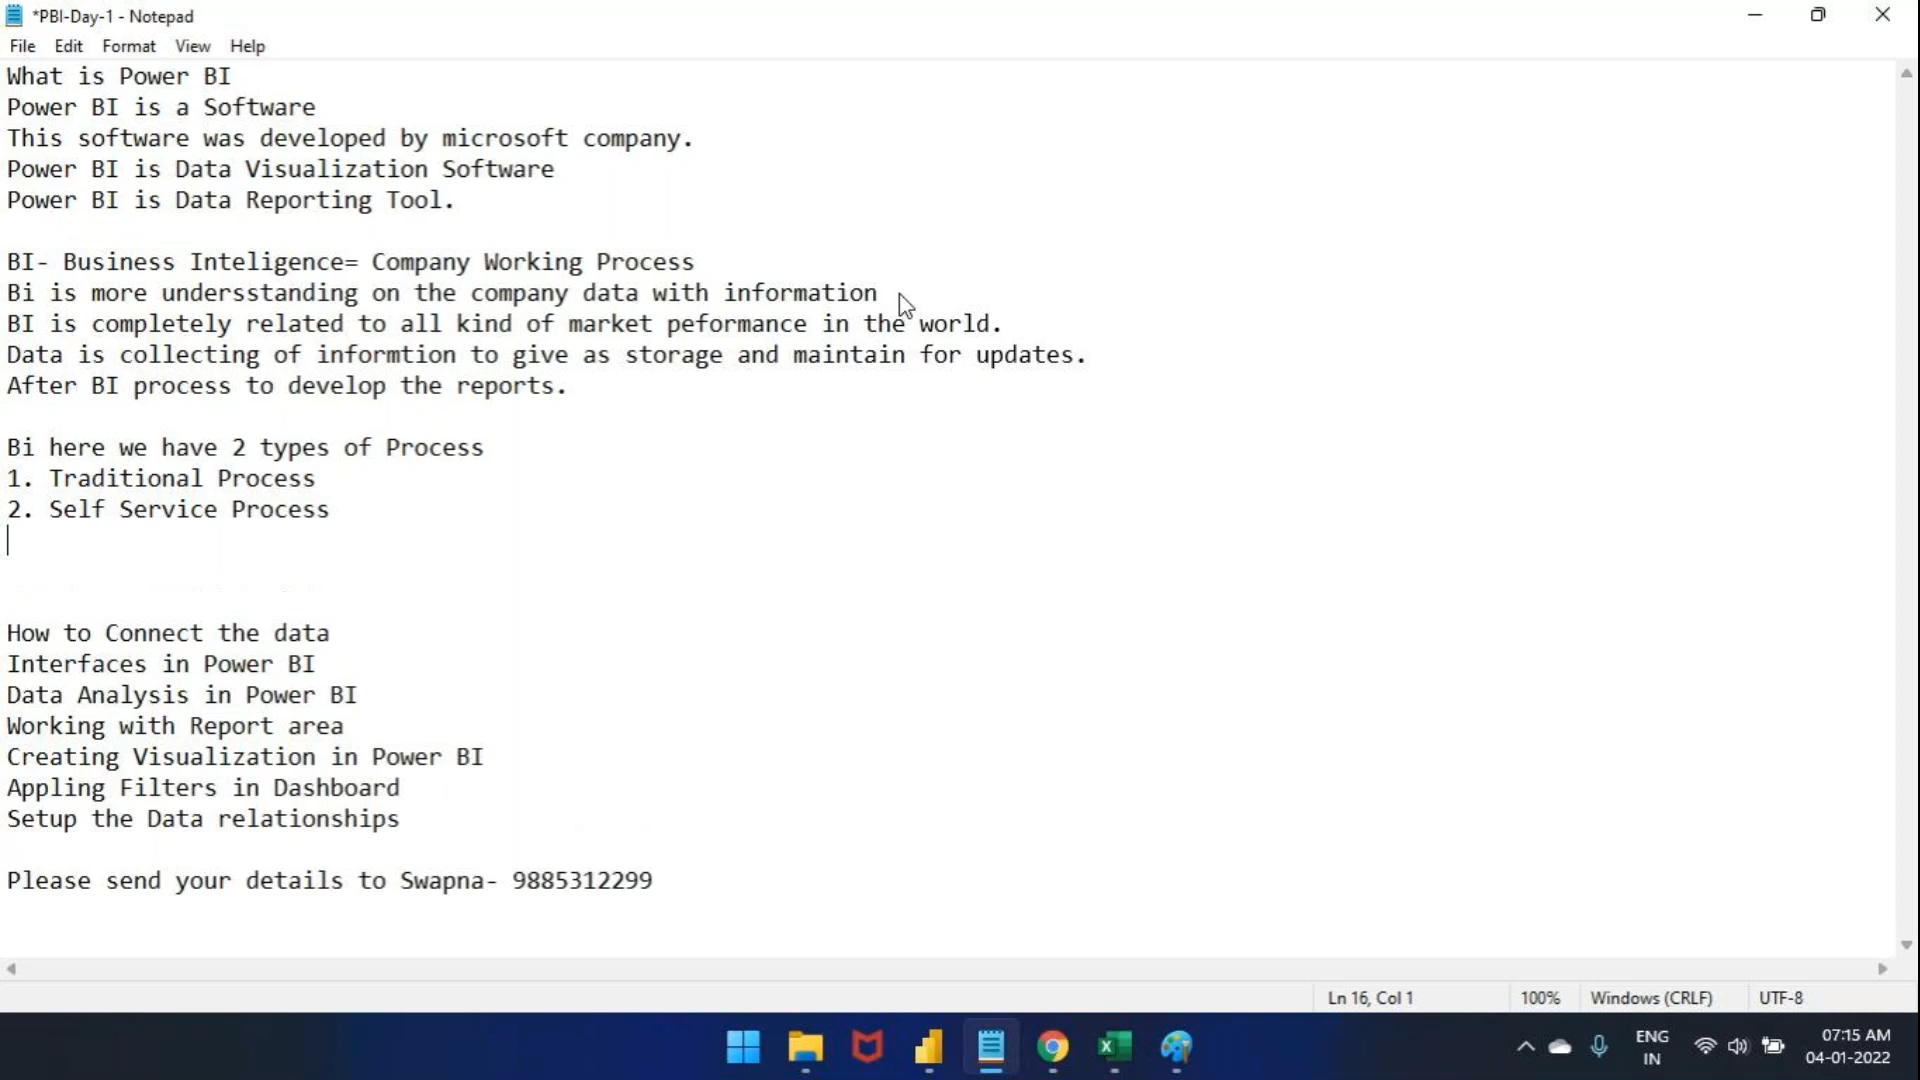 *PBI-Day-1 - Notepad
File Edit Format View Help
What is Power BI
Power BI is a Software
This software was developed by microsoft company.
Power BI is Data Visualization Software
Power BI is Data Reporting Tool.
BI- Business Inteligence= Company Working Process
Bi is more undersstanding on the company data with information
BI is completely related to all kind of market peformance in the world.
Data is collecting of informtion to give as storage and maintain for updates.
After BI process to develop the reports.
Bi here we have 2 types of Process
1. Traditional Process
2. Self Service Process
How to Connect the data
Interfaces in Power BI
Data Analysis in Power BI
Working with Report area
Creating Visualization in Power BI
Appling Filters in Dashboard
Setup the Data relationships
Please send your details to Swapna- 9885312299
Ln 16, Col 1 100% Windows (CRLF) UTF-8
ENG 07:15 AM
IN 04-01-2022